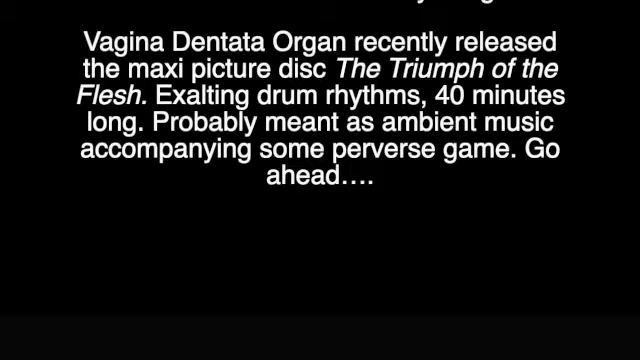 Vagina Dentata Organ recently released
the maxi picture disc The Triumph of the
Flesh. Exalting drum rhythms, 40 minutes
long. Probably meant as ambient music
accompanying some perverse game. Go
ahead….